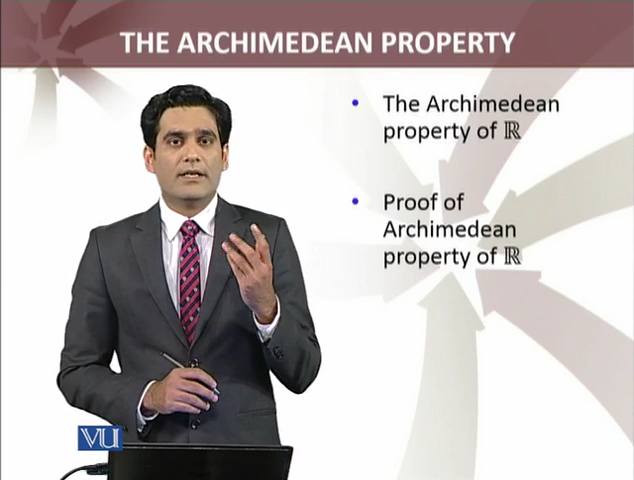 THE ARCHIMEDEAN PROPERTY
• The Archimedean
property of ℝ
• Proof of
Archimedean
property of ℝ
VU